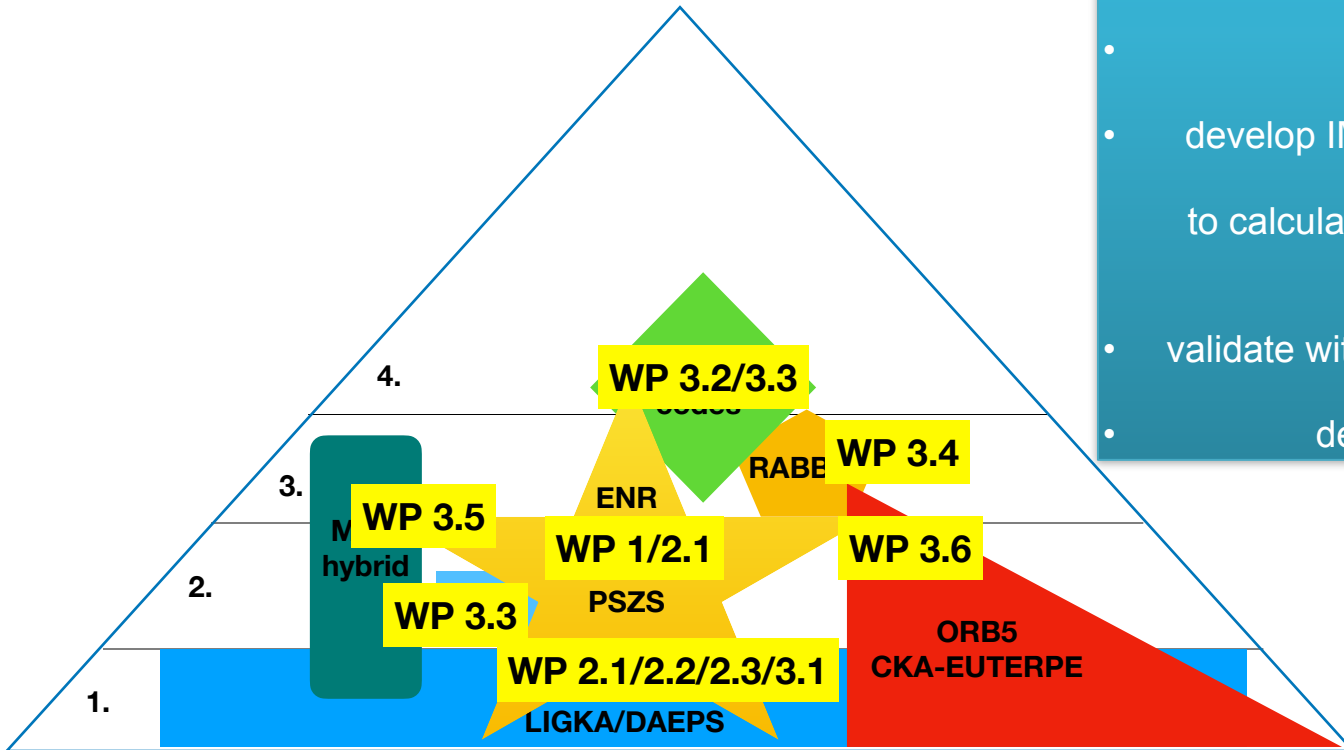 develop
to calcula
validate
de
4.
WP 3.2/3.3
codes
WP 3.4
RABB
3.
ENR
WP 3.5
WP 1/2.1
WP 3.6
hybrid
2.
PSZS
WP 3.3
ORB5
CKA-EUTERPE
WP 2.1/2.2/2.3/3.1
1.
LIGKA/DAEPS